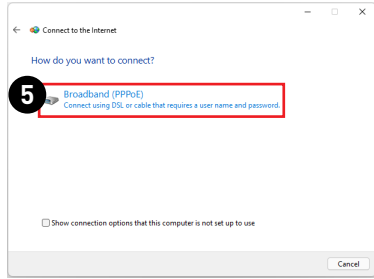 Connect to the Internet
How do you want to connect?
5
Broadband (PPPoE)
Connect using DSL or cable that requires a user name and password.
Show connection options that this computer is not set up to use
Cancel